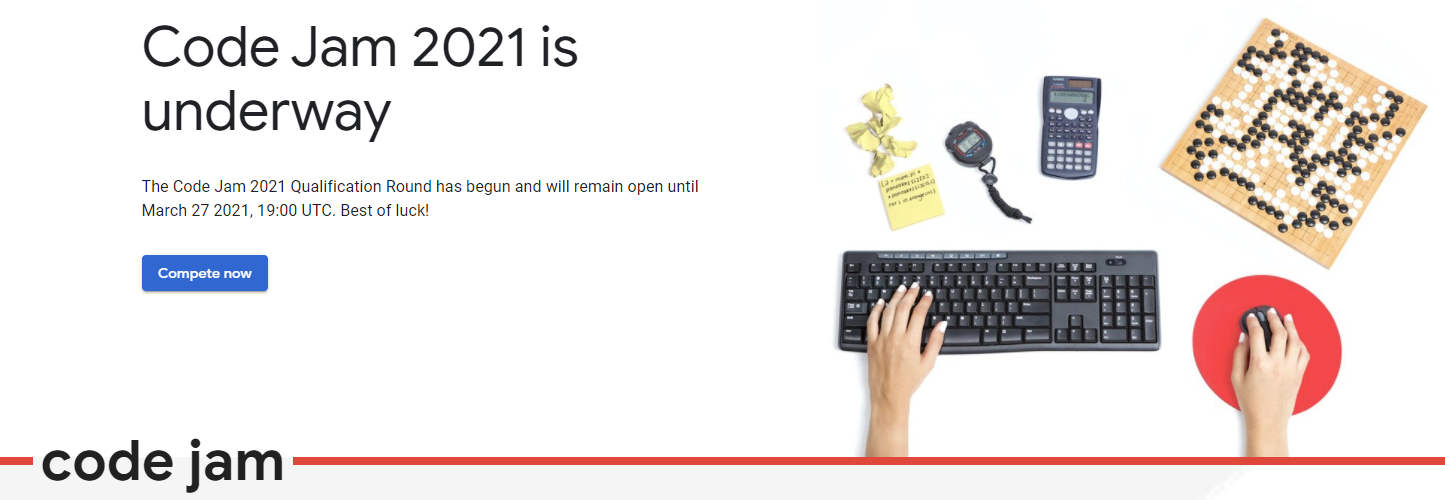 Code Jam 2021 is
underway
The Code Jam 2021 Qualification Round has begun and will remain open until
March 27 2021, 19:00 UTC. Best of luck!
Compete now
code jam